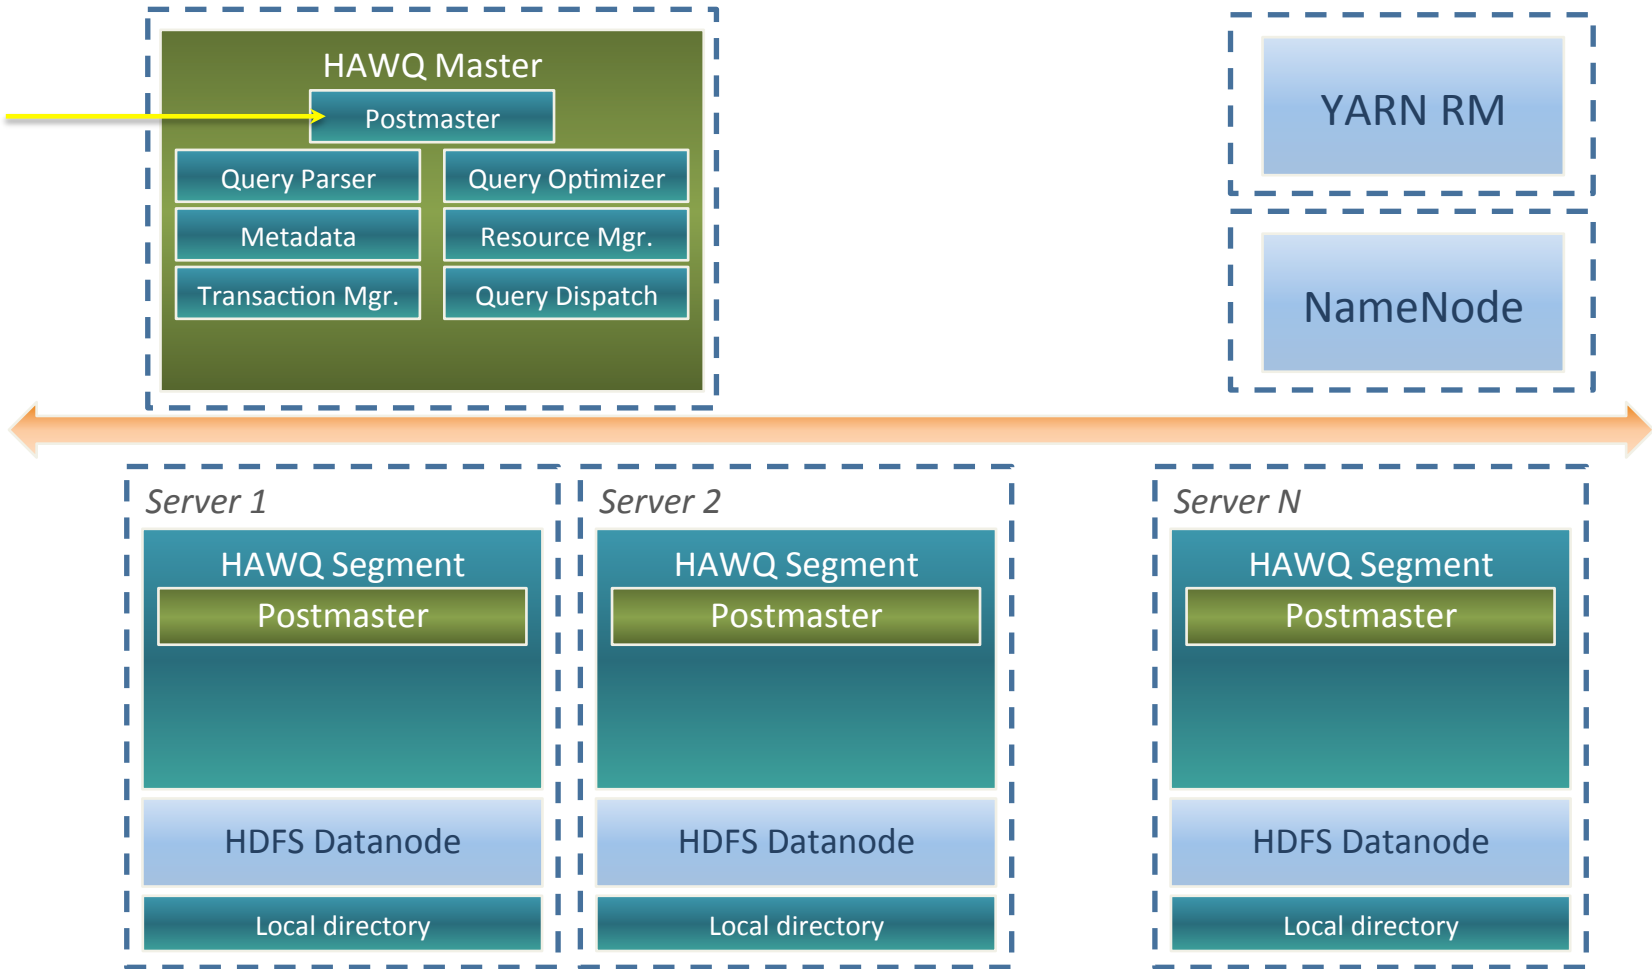 HAWQ Master
Postmaster
Query Parser
Query Optimizer
Metadata
Resource Mgr.
Transaction Mgr.
Query Dispatch
YARN RM
NameNode
Server 1
HAWQ Segment
Postmaster
HDFS Datanode
Local directory
Server 2
HAWQ Segment
Postmaster
HDFS Datanode
Local directory
Server N
HAWQ Segment
Postmaster
HDFS Datanode
Local directory